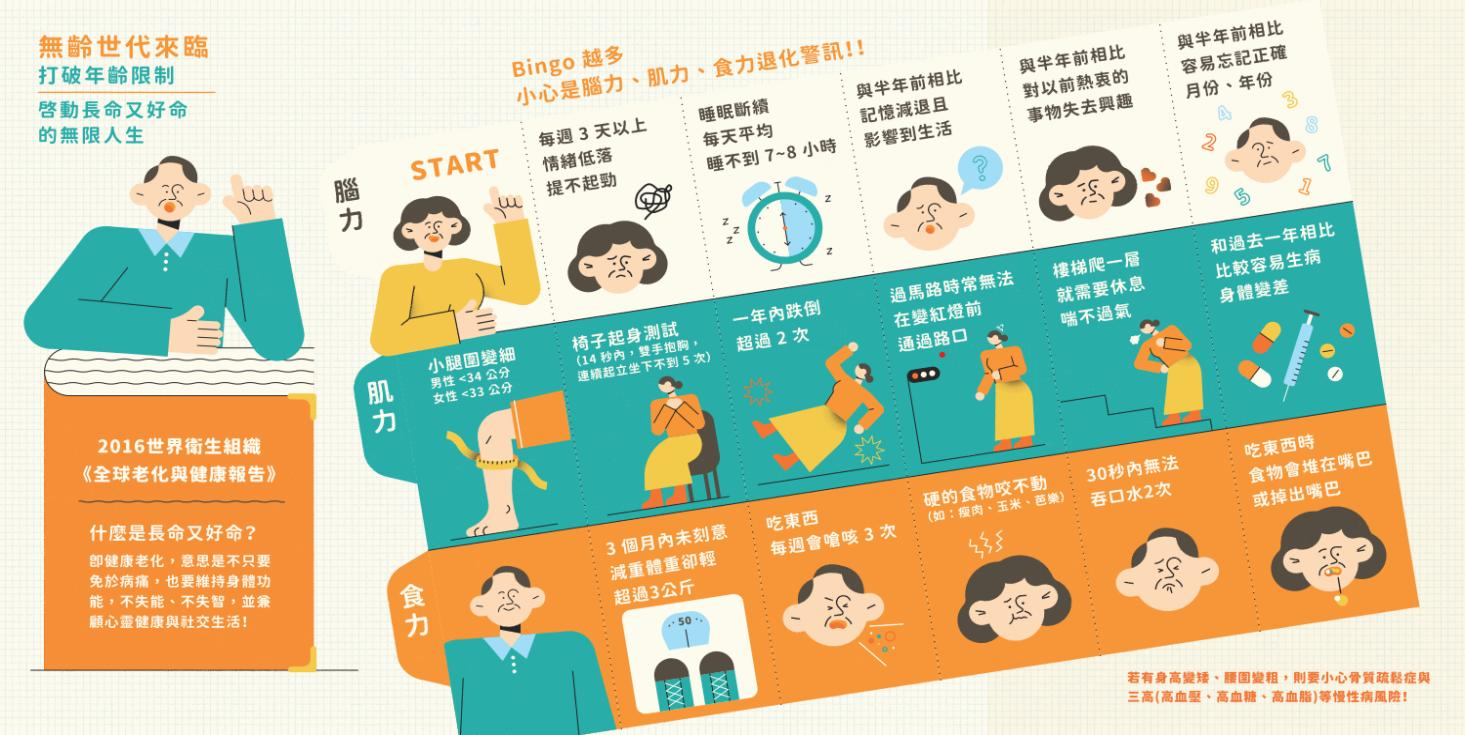 無齡世代來臨
打破年齡限制
啓動長命又好命
的無限人生
2016世界衛生組織
《全球老化與健康報告》
什麼是長命又好命?
即健康老化，意思是不只要
免於病痛，也要維持身體功
能，不失能、不失智，並兼
顧心靈健康與社交生活!
Bingo 越多
小心是腦力、肌力、食力退化警訊!!
腦
力
START
每週 3 天以上
情緒低落
提不起勁
睡眠斷續
每天平均
睡不到 7~8 小時
z
z
z
z
z
與半年前相比
記憶減退且
影響到生活
?
與半年前相比
對以前熱衷的
事物失去興趣
與半年前相比
容易忘記正確
月份、年份
4
3
2
8
7
9
5
1
肌
力
小腿圍變細
男性 <34 公分
女性 <33 公分
椅子起身測試
(14 秒內，雙手抱胸，
連續起立坐下不到 5 次)
一年內跌倒
超過 2 次
過馬路時常無法
在變紅燈前
通過路口
樓梯爬一層
就需要休息
喘不過氣
和過去一年相比
比較容易生病
身體變差
食
力
3 個月內未刻意
減重體重卻輕
超過3公斤
50
吃東西
每週會嗆咳 3 次
硬的食物咬不動
(如：瘦肉、玉米、芭樂)
30秒內無法
吞口水2次
吃東西時
食物會堆在嘴巴
或掉出嘴巴
若有身高變矮、腰圍變粗，則要小心骨質疏鬆症與
三高(高血壓、高血糖、高血脂)等慢性病風險!